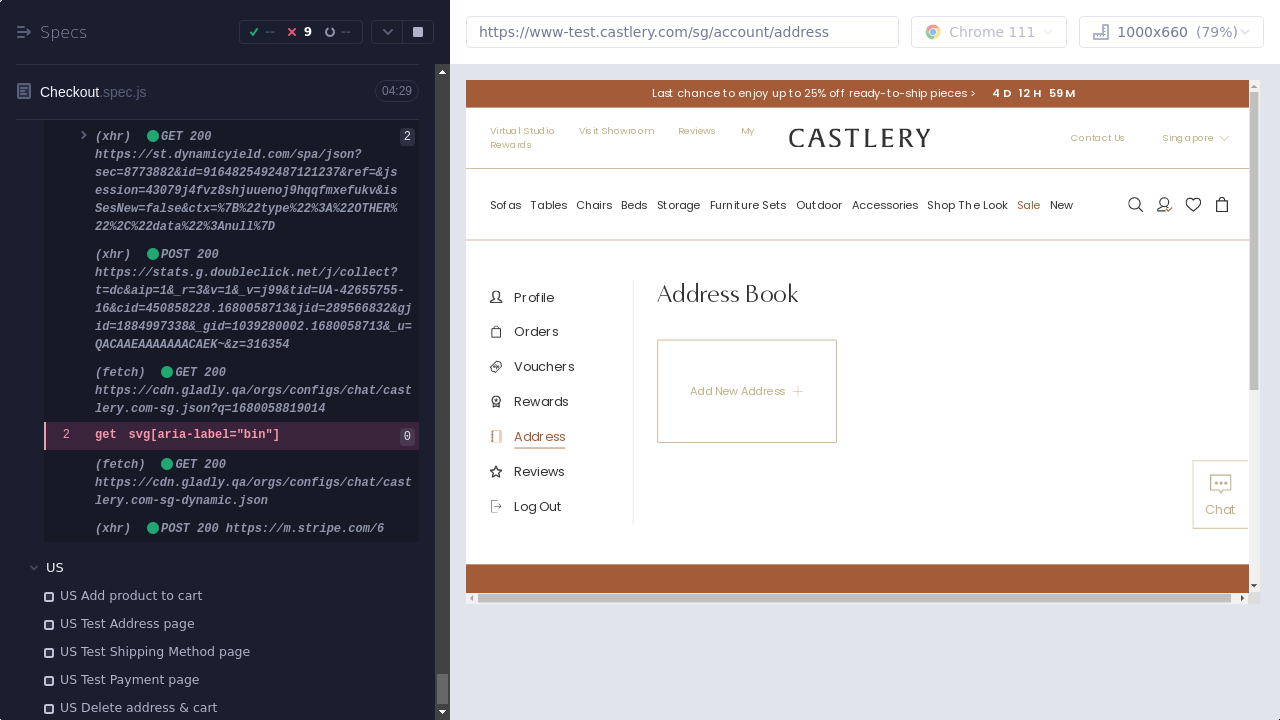 Specs
-- 9 --
https://www-test.castlery.com/sg/account/address
Chrome 111
1000x660 (79%)
Checkout.spec.js
04:29
(xhr) GET 200
2
https://st.dynamicyield.com/spa/json?
sec=8773882&id=9164825492487121237&ref=&js
ession=43079j4fvz8shjuuenoj9hqqfmxefukv&is
SesNew=false&ctx=%7B%22type%22%3A%22OTHER%
22%2C%22data%22%3Anull%7D
(xhr) POST 200
https://stats.g.doubleclick.net/j/collect?
t=dc&aip=1&_r=3&v=1&_v=j99&tid=UA-42655755-
16&cid=450858228.1680058713&jid=289566832&gj
id=1884997338&_gid=1039280002.1680058713&_u=
QACAAEAAAAAAACAEK~&z=316354
(fetch) GET 200
https://cdn.gladly.qa/orgs/configs/chat/cast
lery.com-sg.json?q=1680058819014
2 get svg[aria-label="bin"] 0
(fetch) GET 200
https://cdn.gladly.qa/orgs/configs/chat/cast
lery.com-sg-dynamic.json
(xhr) POST 200 https://m.stripe.com/6
US
US Add product to cart
US Test Address page
US Test Shipping Method page
US Test Payment page
US Delete address & cart
Last chance to enjoy up to 25% off ready-to-ship pieces > 4 D 12 H 59 M
Virtual Studio Visit Showroom Reviews My
Rewards
CASTLERY
Contact Us Singapore
Sofas Tables Chairs Beds Storage Furniture Sets Outdoor Accessories Shop The Look Sale New
Profile
Orders
Vouchers
Rewards
Address
Reviews
Log Out
Address Book
Add New Address
Chat